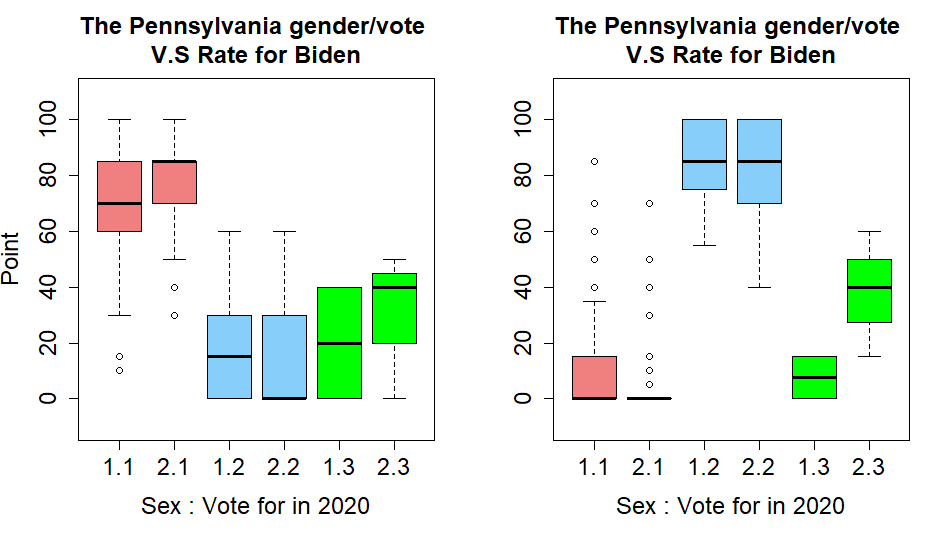 The Pennsylvania gender/vote
V.S Rate for Biden
Point
100
80
60
40
20
0
1.1 2.1 1.2 2.2 1.3 2.3
Sex : Vote for in 2020
The Pennsylvania gender/vote
V.S Rate for Biden
100
80
60
40
20
0
1.1 2.1 1.2 2.2 1.3 2.3
Sex : Vote for in 2020